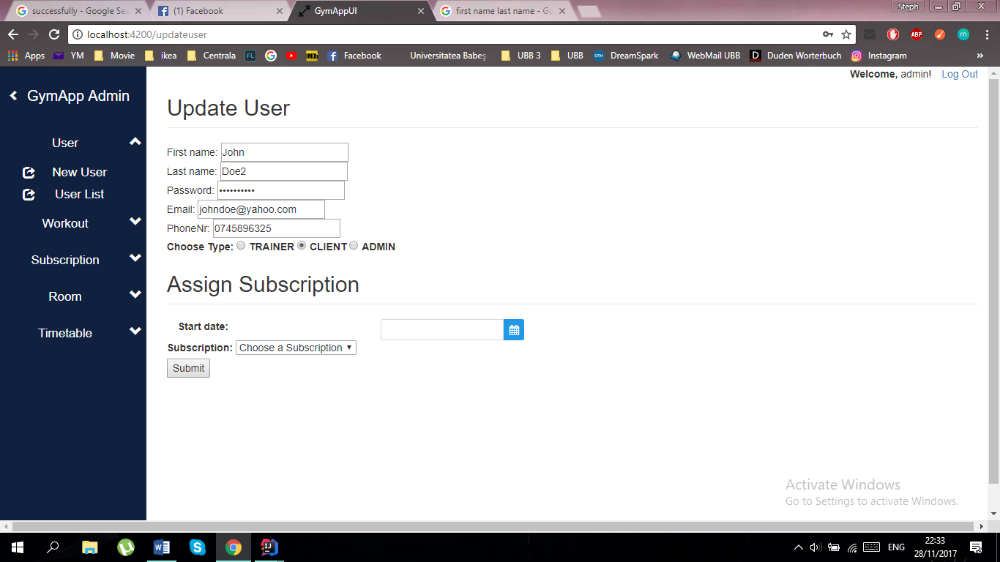 successfully - Google Sea
(1) Facebook
GymAppUI
first name last name - Go
Steph
localhost:4200/updateuser
ABP
m
Apps
YM
Movie
ikea
Centrala
FL
IMDb
Facebook
Universitatea Babeș-
UBB 3
UBB
OTH
DreamSpark
WebMail UBB
D
Duden Worterbuch
Instagram
»
Welcome, admin! Log Out
GymApp Admin
User
New User
User List
Workout
Subscription
Room
Timetable
Update User
First name: John
Last name: Doe2
Password: ••••••••••
Email: johndoe@yahoo.com
PhoneNr: 0745896325
Choose Type: TRAINER CLIENT ADMIN
Assign Subscription
Start date:
Subscription: Choose a Subscription
Submit
Activate Windows
Go to Settings to activate Windows.
ENG
22:33
28/11/2017